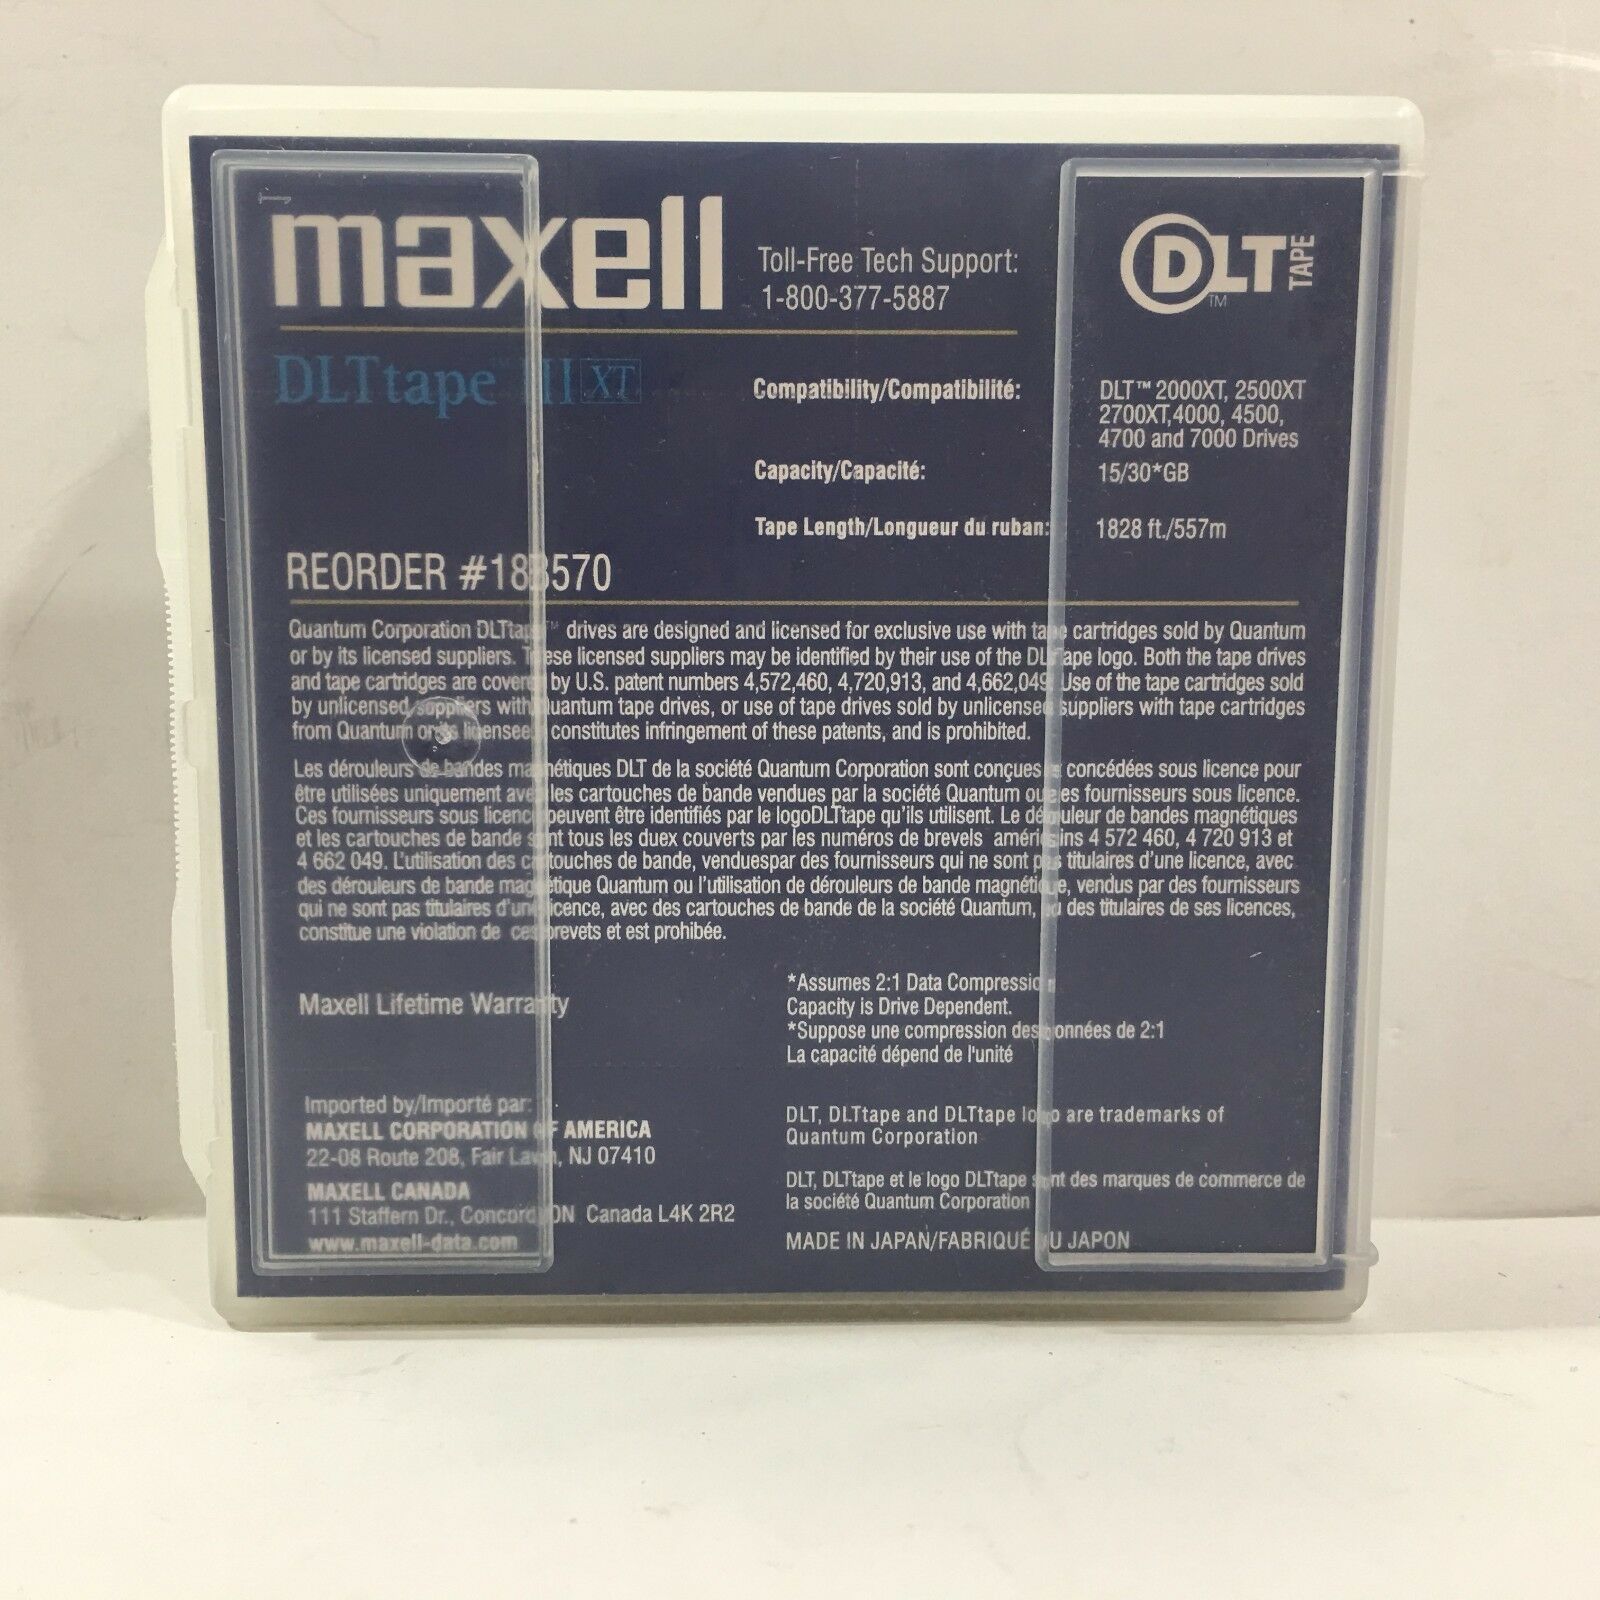 maxell
Toll-Free Tech Support:
1-800-377-5887
DLT TAPE™
DLTtape™ III XT
Compatibility/Compatibilité: DLT™ 2000XT, 2500XT
2700XT,4000, 4500,
4700 and 7000 Drives
Capacity/Capacité: 15/30*GB
Tape Length/Longueur du ruban: 1828 ft./557m
REORDER #183570
Quantum Corporation DLTtape™ drives are designed and licensed for exclusive use with tape cartridges sold by Quantum
or by its licensed suppliers. These licensed suppliers may be identified by their use of the DLTtape logo. Both the tape drives
and tape cartridges are covered by U.S. patent numbers 4,572,460, 4,720,913, and 4,662,049. Use of the tape cartridges sold
by unlicensed suppliers with Quantum tape drives, or use of tape drives sold by unlicensed suppliers with tape cartridges
from Quantum or its licensees constitutes infringement of these patents, and is prohibited.
Les dérouleurs de bandes magnétiques DLT de la société Quantum Corporation sont conçues et concédées sous licence pour
être utilisées uniquement avec les cartouches de bande vendues par la société Quantum ou les fournisseurs sous licence.
Ces fournisseurs sous licence peuvent être identifiés par le logoDLTtape qu'ils utilisent. Le dérouleur de bandes magnétiques
et les cartouches de bande sont tous les duex couverts par les numéros de brevels américains 4 572 460, 4 720 913 et
4 662 049. L'utilisation des cartouches de bande, venduespar des fournisseurs qui ne sont pas titulaires d'une licence, avec
des dérouleurs de bande magnétique Quantum ou l'utilisation de dérouleurs de bande magnétique, vendus par des fournisseurs
qui ne sont pas titulaires d'une licence, avec des cartouches de bande de la société Quantum, ou des titulaires de ses licences,
constitue une violation de ces brevets et est prohibée.
*Assumes 2:1 Data Compression
Capacity is Drive Dependent.
*Suppose une compression des données de 2:1
La capacité dépend de l'unité
Maxell Lifetime Warranty
Imported by/Importé par:
MAXELL CORPORATION OF AMERICA
22-08 Route 208, Fair Lawn, NJ 07410
MAXELL CANADA
111 Staffern Dr., Concord, ON Canada L4K 2R2
www.maxell-data.com
DLT, DLTtape and DLTtape logo are trademarks of
Quantum Corporation
DLT, DLTtape et le logo DLTtape sont des marques de commerce de
la société Quantum Corporation
MADE IN JAPAN/FABRIQUÉ AU JAPON